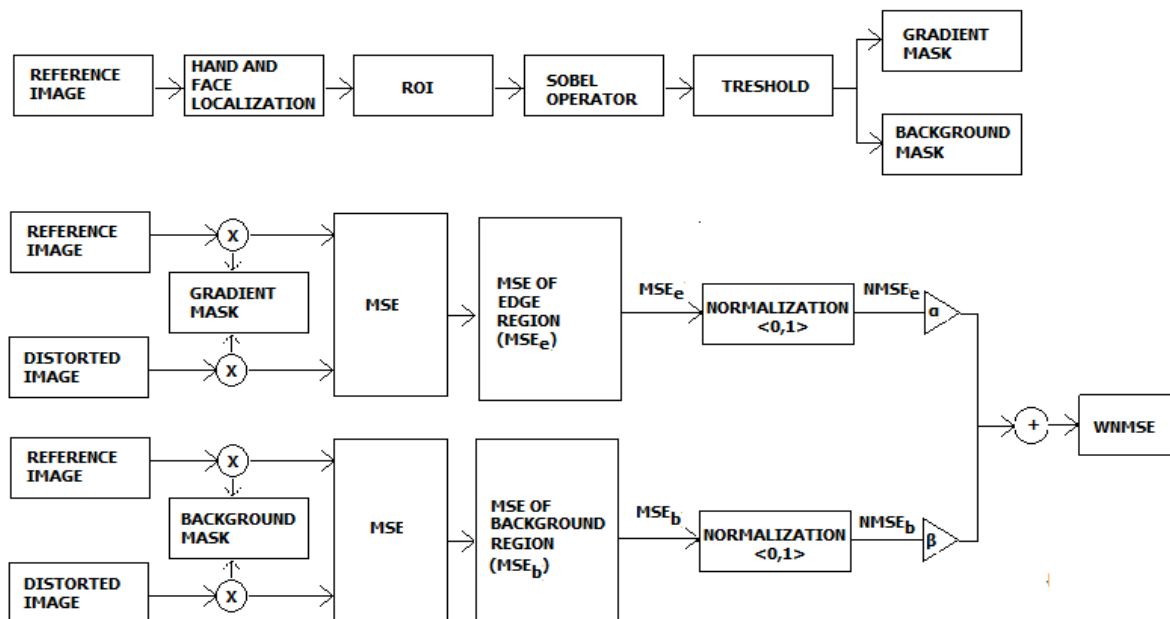 REFERENCE
IMAGE
HAND AND
FACE
LOCALIZATION
ROI
SOBEL
OPERATOR
TRESHOLD
GRADIENT
MASK
BACKGROUND
MASK
REFERENCE
IMAGE
X
GRADIENT
MASK
DISTORTED
IMAGE
X
MSE
MSE OF
EDGE
REGION
(MSEe)
MSEe
NORMALIZATION
<0,1>
NMSEe
α
REFERENCE
IMAGE
X
BACKGROUND
MASK
DISTORTED
IMAGE
X
MSE
MSE OF
BACKGROUND
REGION
(MSEb)
MSEb
NORMALIZATION
<0,1>
NMSEb
β
+
WNMSE